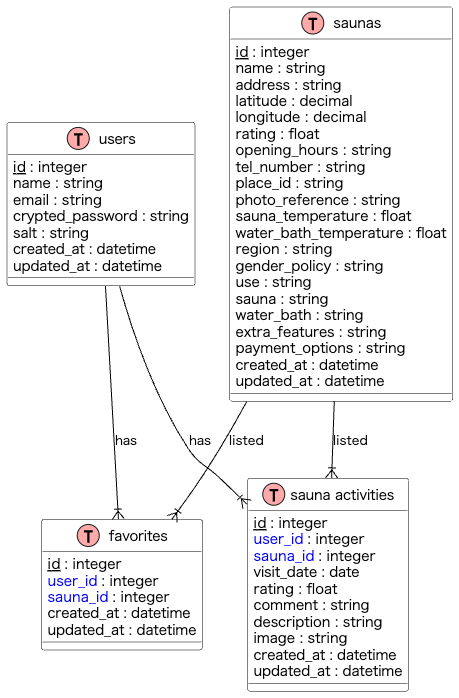 T saunas
id : integer
name : string
address : string
latitude : decimal
longitude : decimal
rating : float
opening_hours : string
tel_number : string
place_id : string
photo_reference : string
sauna_temperature : float
water_bath_temperature : float
region : string
gender_policy : string
use : string
sauna : string
water_bath : string
extra_features : string
payment_options : string
created_at : datetime
updated_at : datetime
T users
id : integer
name : string
email : string
crypted_password : string
salt : string
created_at : datetime
updated_at : datetime
has
has
listed
listed
T favorites
id : integer
user_id : integer
sauna_id : integer
created_at : datetime
updated_at : datetime
T sauna activities
id : integer
user_id : integer
sauna_id : integer
visit_date : date
rating : float
comment : string
description : string
image : string
created_at : datetime
updated_at : datetime